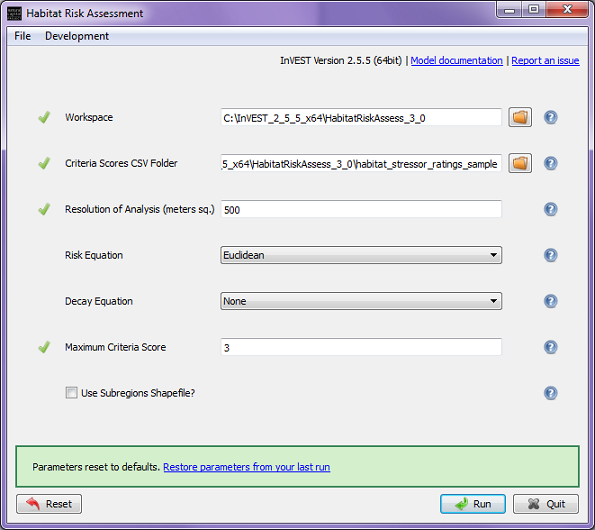 Habitat Risk Assessment
File Development
InVEST Version 2.5.5 (64bit) | Model documentation | Report an issue
Workspace C:\InVEST_2_5_5_x64\HabitatRiskAssess_3_0
Criteria Scores CSV Folder 5_x64\HabitatRiskAssess_3_0\habitat_stressor_ratings_sample
Resolution of Analysis (meters sq.) 500
Risk Equation Euclidean
Decay Equation None
Maximum Criteria Score 3
Use Subregions Shapefile?
Parameters reset to defaults. Restore parameters from your last run
Reset Run Quit